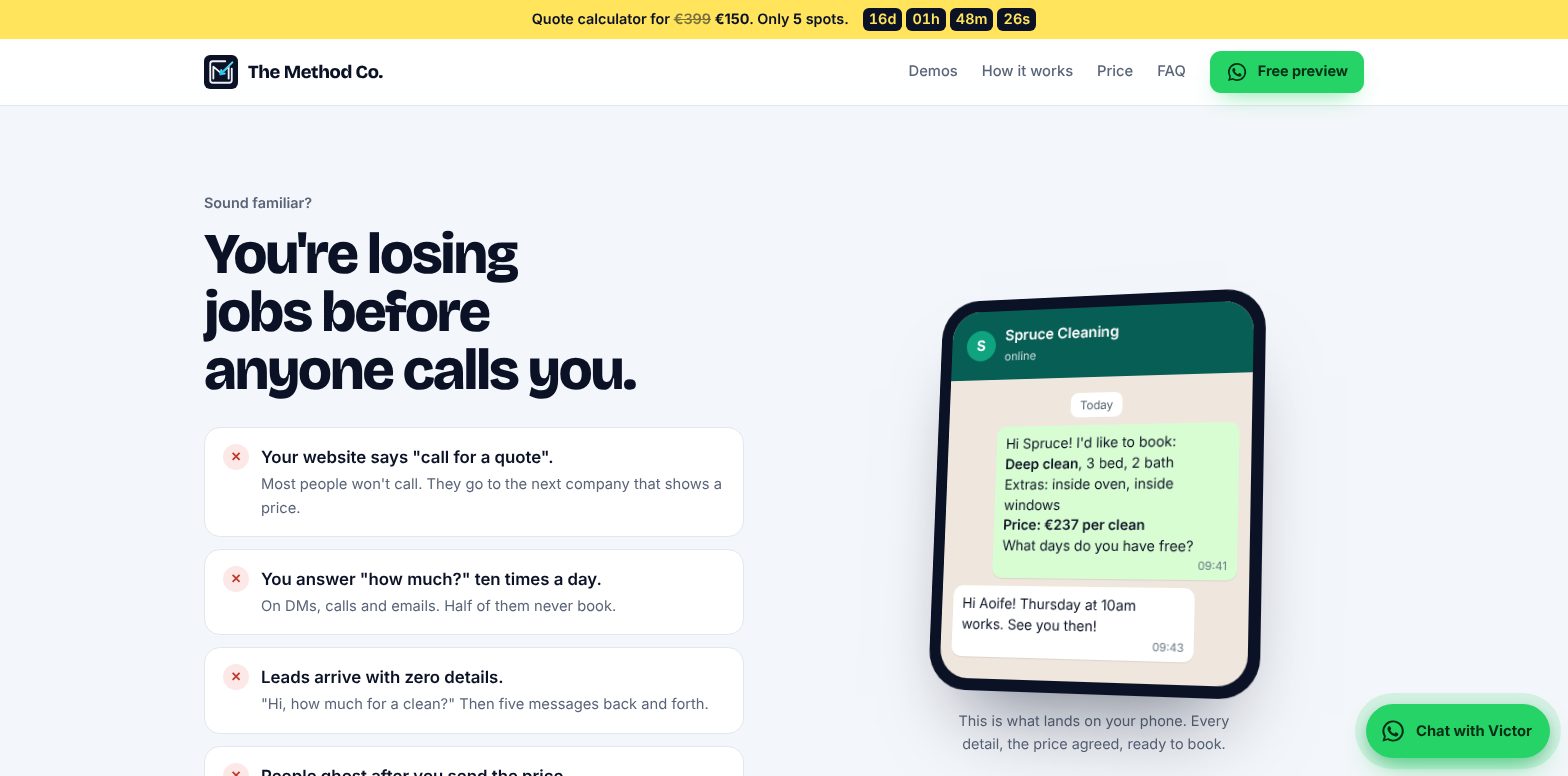 Quote calculator for €399 €150. Only 5 spots. 16d 01h 48m 26s
The Method Co.
Demos How it works Price FAQ Free preview
Sound familiar?
You're losing
jobs before
anyone calls you.
Your website says "call for a quote".
Most people won't call. They go to the next company that shows a
price.
You answer "how much?" ten times a day.
On DMs, calls and emails. Half of them never book.
Leads arrive with zero details.
"Hi, how much for a clean?" Then five messages back and forth.
People ghost after you send the price.
S
Spruce Cleaning
online
Today
Hi Spruce! I'd like to book:
Deep clean, 3 bed, 2 bath
Extras: inside oven, inside
windows
Price: €237 per clean
What days do you have free?
09:41
Hi Aoife! Thursday at 10am
works. See you then!
09:43
This is what lands on your phone. Every
detail, the price agreed, ready to book.
Chat with Victor